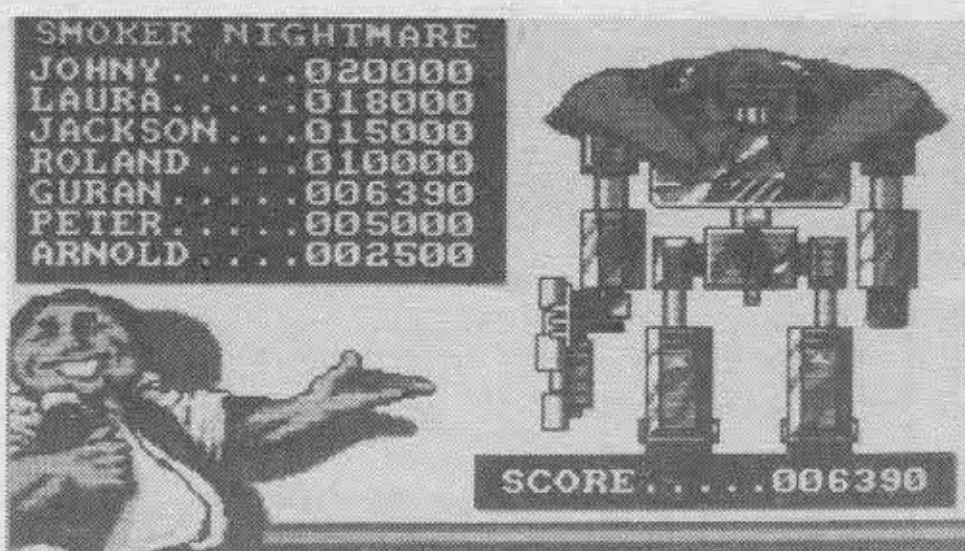 SMOKER NIGHTMARE
JOHNY.....020000
LAURA.....018000
JACKSON...015000
ROLAND....010000
GURAN.....006390
PETER.....005000
ARNOLD....002500
SCORE.....006390